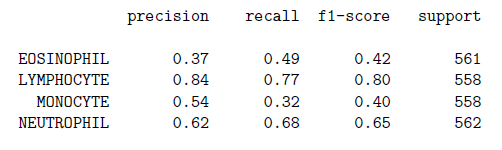 precision recall f1-score support
EOSINOPHIL 0.37 0.49 0.42 561
LYMPHOCYTE 0.84 0.77 0.80 558
MONOCYTE 0.54 0.32 0.40 558
NEUTROPHIL 0.62 0.68 0.65 562